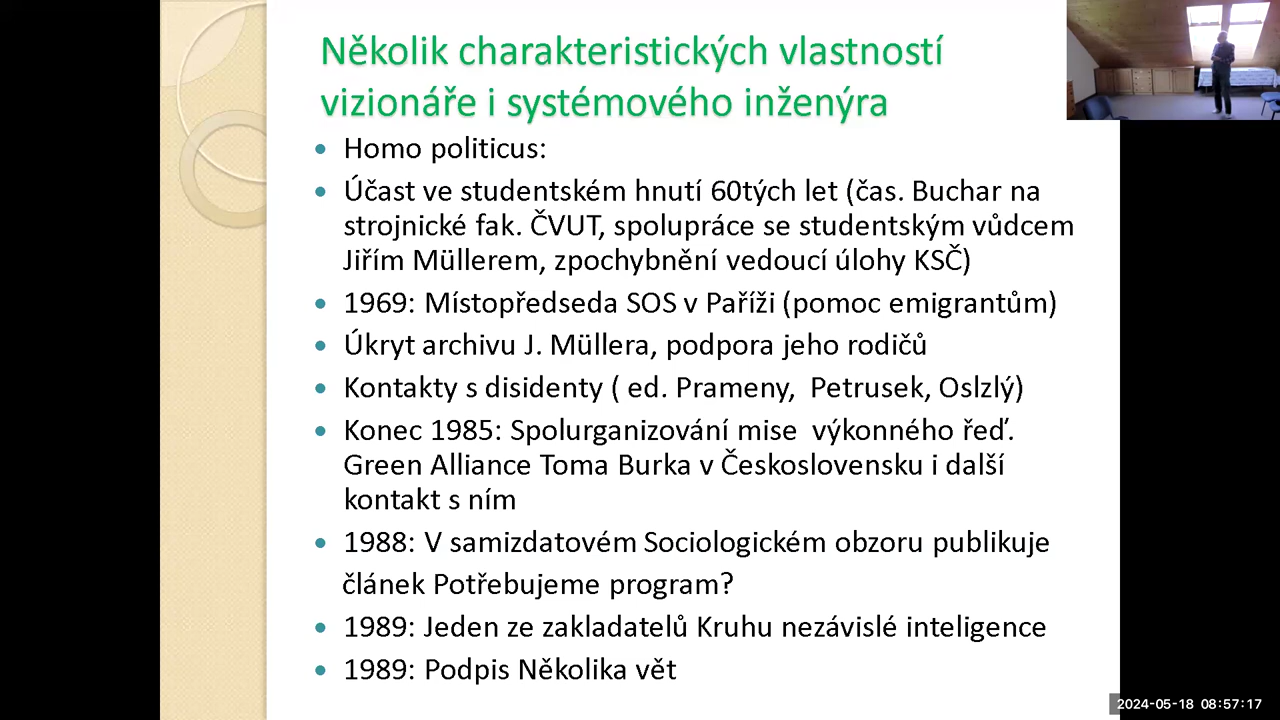 Několik charakteristických vlastností
vizionáře i systémového inženýra
Homo politicus:
Účast ve studentském hnutí 60tých let (čas. Buchar na
strojnické fak. ČVUT, spolupráce se studentským vůdcem
Jiřím Müllerem, zpochybnění vedoucí úlohy KSČ)
1969: Místopředseda SOS v Paříži (pomoc emigrantům)
Úkryt archivu J. Müllera, podpora jeho rodičů
Kontakty s disidenty ( ed. Prameny,  Petrusek, Oslzlý)
Konec 1985: Spolurganizování mise  výkonného řeď.
Green Alliance Toma Burka v Československu i další
kontakt s ním
1988: V samizdatovém Sociologickém obzoru publikuje
článek Potřebujeme program?
1989: Jeden ze zakladatelů Kruhu nezávislé inteligence
1989: Podpis Několika vět
2024-05-18 08:57:17